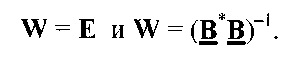 W = E и W = (B*B)⁻¹.